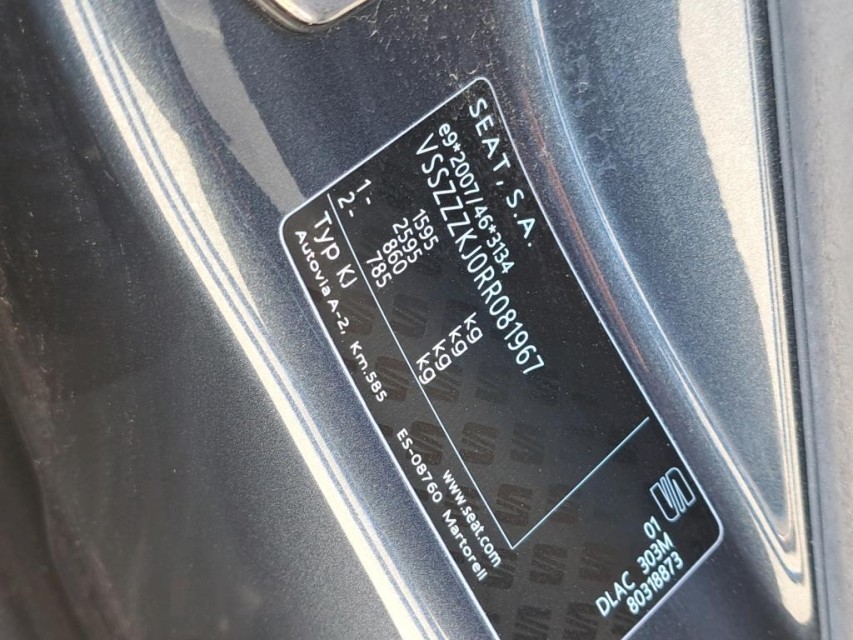 SEAT, S.A.
e9*2007/46*3134
VSSZZZKJ0RR081967
1595 kg
2595 kg
1- 860 kg
2- 785 kg
Typ KJ
Autovia A-2, Km.585 ES-08760 Martorell
www.seat.com
01
DLAC 303M
80318873